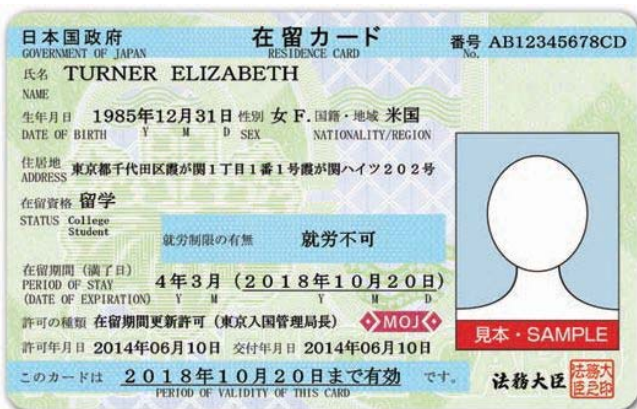 日本国政府 在留カード 番号 AB12345678CD
GOVERNMENT OF JAPAN RESIDENCE CARD No.
氏名 TURNER ELIZABETH
NAME
生年月日 1985年12月31日 性別 女 F. 国籍・地域 米国
DATE OF BIRTH Y M D SEX NATIONALITY/REGION
住居地 東京都千代田区霞が関1丁目1番1号霞が関ハイツ202号
ADDRESS
在留資格 留学
STATUS College
Student
就労制限の有無 就労不可
在留期間(満了日)
PERIOD OF STAY 4年3月(2018年10月20日)
(DATE OF EXPIRATION) Y M Y M D
許可の種類 在留期間更新許可(東京入国管理局長) MOJ
見本・SAMPLE
許可年月日 2014年06月10日 交付年月日 2014年06月10日
このカードは 2018年10月20日まで有効 です。
PERIOD OF VALIDITY OF THIS CARD
法務大臣 法務大臣之印